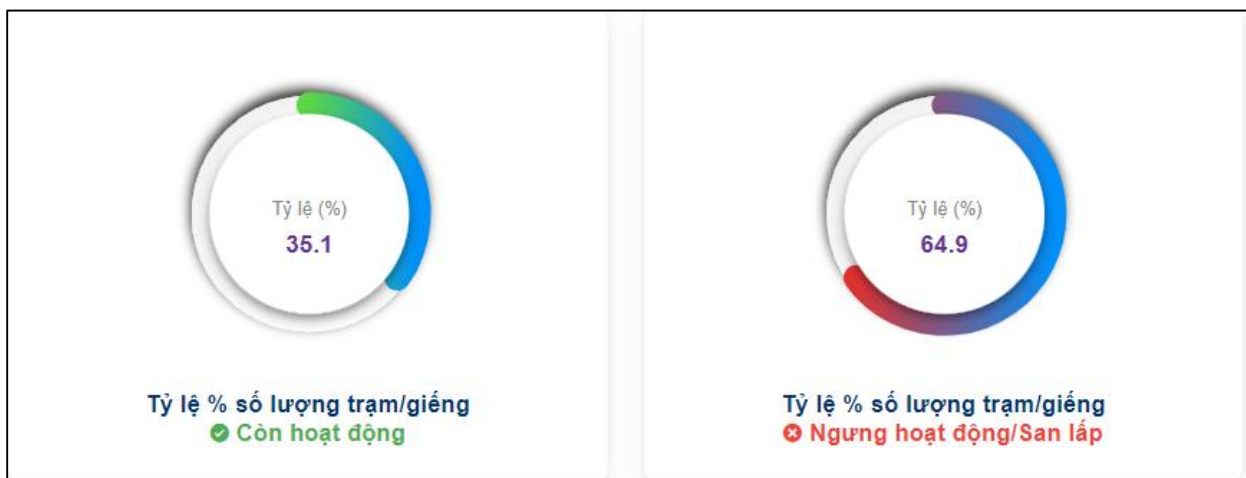 Tỷ lệ (%)
35.1
Tỷ lệ % số lượng trạm/giếng
Còn hoạt động
Tỷ lệ (%)
64.9
Tỷ lệ % số lượng trạm/giếng
Ngưng hoạt động/San lấp